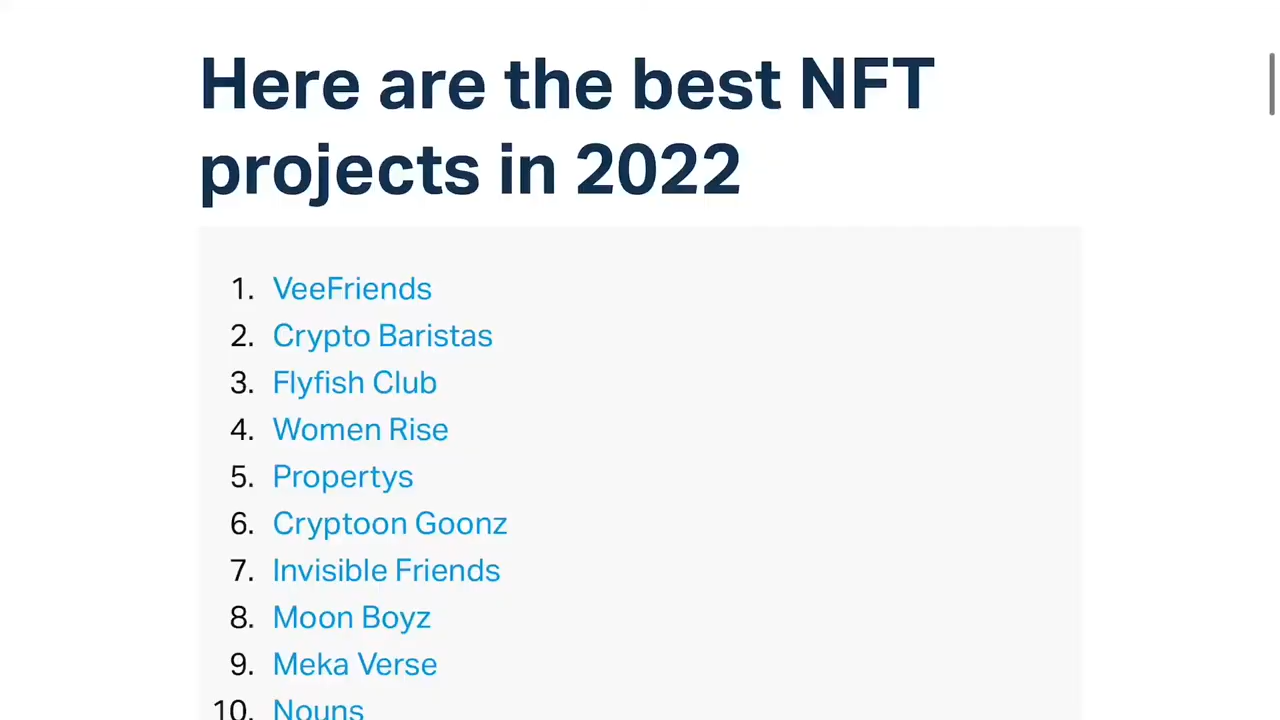 Here are the best NFT
projects in 2022
1. VeeFriends
2. Crypto Baristas
3. Flyfish Club
4. Women Rise
5. Propertys
6. Cryptoon Goonz
7. Invisible Friends
8. Moon Boyz
9. Meka Verse
10. Nouns